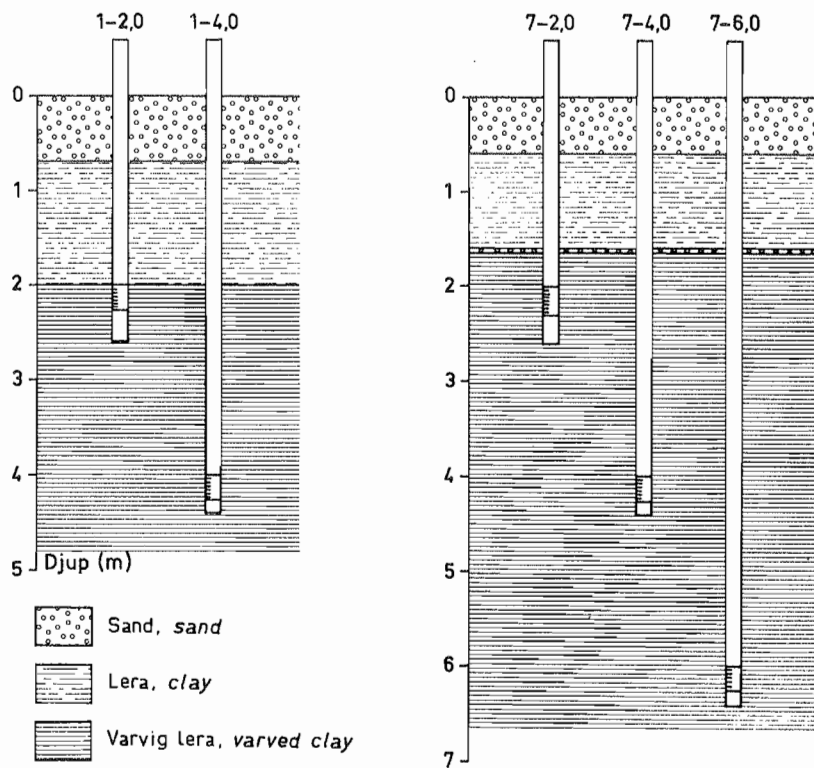 1–2,0 1–4,0
7–2,0 7–4,0 7–6,0
0
1
2
3
4
5 Djup (m)
0
1
2
3
4
5
6
7
Sand, sand
Lera, clay
Varvig lera, varved clay